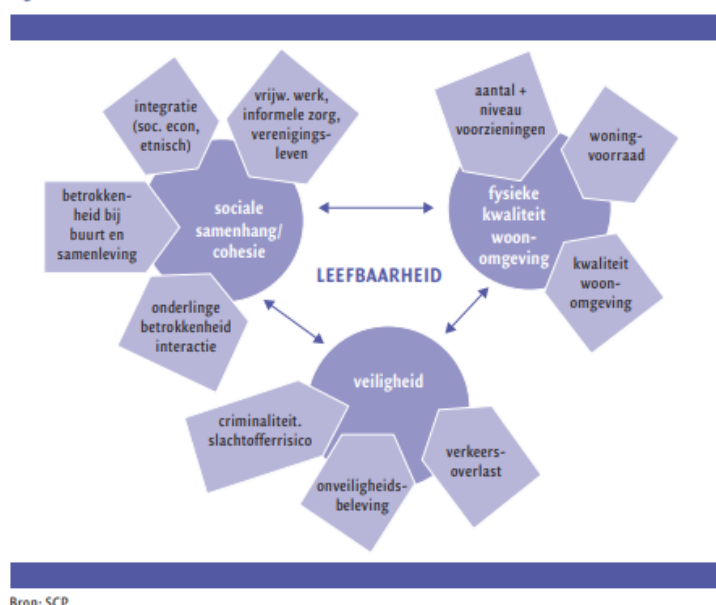 integratie
(soc. econ,
etnisch)
vrijw. werk,
informele zorg,
verenigings-
leven
betrokken-
heid bij
buurt en
samenleving
sociale
samenhang/
cohesie
onderlinge
betrokkenheid
interactie
aantal +
niveau
voorzieningen
woning-
voorraad
fysieke
kwaliteit
woon-
omgeving
kwaliteit
woon-
omgeving
LEEFBAARHEID
veiligheid
criminaliteit.
slachtofferrisico
onveiligheids-
beleving
verkeers-
overlast
Bron: SCP